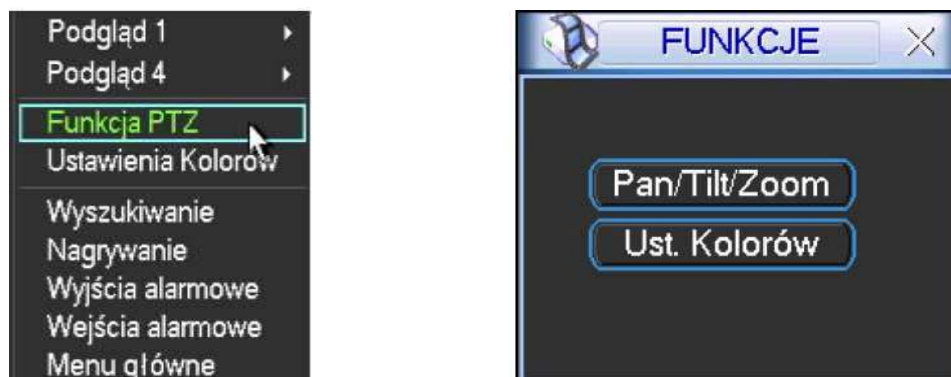 Podgląd 1
Podgląd 4
Funkcja PTZ
Ustawienia Kolorów
Wyszukiwanie
Nagrywanie
Wyjścia alarmowe
Wejścia alarmowe
Menu główne
FUNKCJE
Pan/Tilt/Zoom
Ust. Kolorów